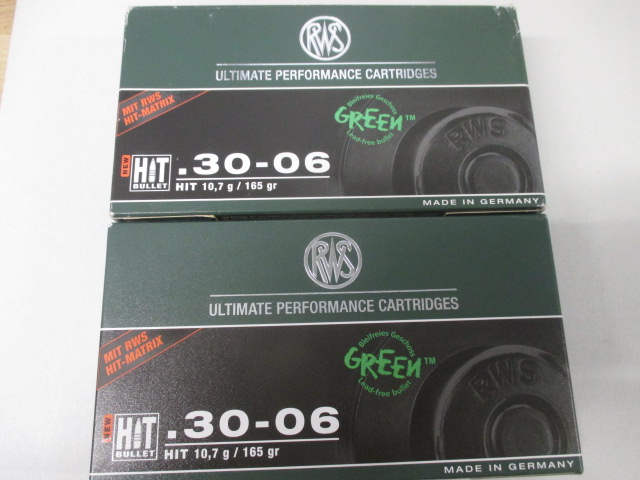 RWS
ULTIMATE PERFORMANCE CARTRIDGES
MIT RWS
HIT-MATRIX
Bleifreies Geschoss
GREEN™
Lead-free bullet
RWS
NEW
HIT
BULLET
.30-06
HIT 10,7 g / 165 gr
MADE IN GERMANY
RWS
ULTIMATE PERFORMANCE CARTRIDGES
MIT RWS
HIT-MATRIX
Bleifreies Geschoss
GREEN™
Lead-free bullet
RWS
NEW
HIT
BULLET
.30-06
HIT 10,7 g / 165 gr
MADE IN GERMANY